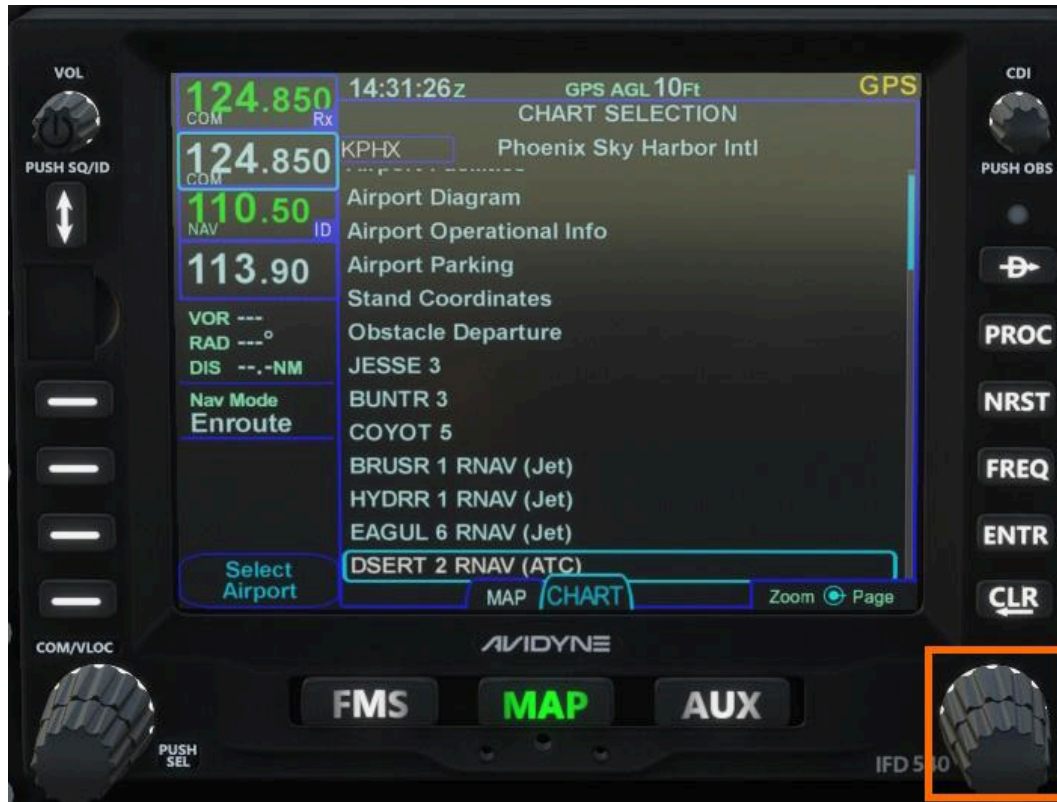 VOL
PUSH SQ/ID
124.850
COM Rx
124.850
COM
110.50
NAV ID
113.90
VOR ---
RAD ---°
DIS --.-NM
Nav Mode
Enroute
Select
Airport
14:31:26Z GPS AGL 10Ft GPS
CHART SELECTION
KPHX Phoenix Sky Harbor Intl
Airport Diagram
Airport Operational Info
Airport Parking
Stand Coordinates
Obstacle Departure
JESSE 3
BUNTR 3
COYOT 5
BRUSR 1 RNAV (Jet)
HYDRR 1 RNAV (Jet)
EAGUL 6 RNAV (Jet)
DSERT 2 RNAV (ATC)
MAP CHART Zoom Page
CDI
PUSH OBS
D
PROC
NRST
FREQ
ENTR
CLR
COM/VLOC
PUSH
SEL
AVIDYNE
FMS MAP AUX
IFD 540